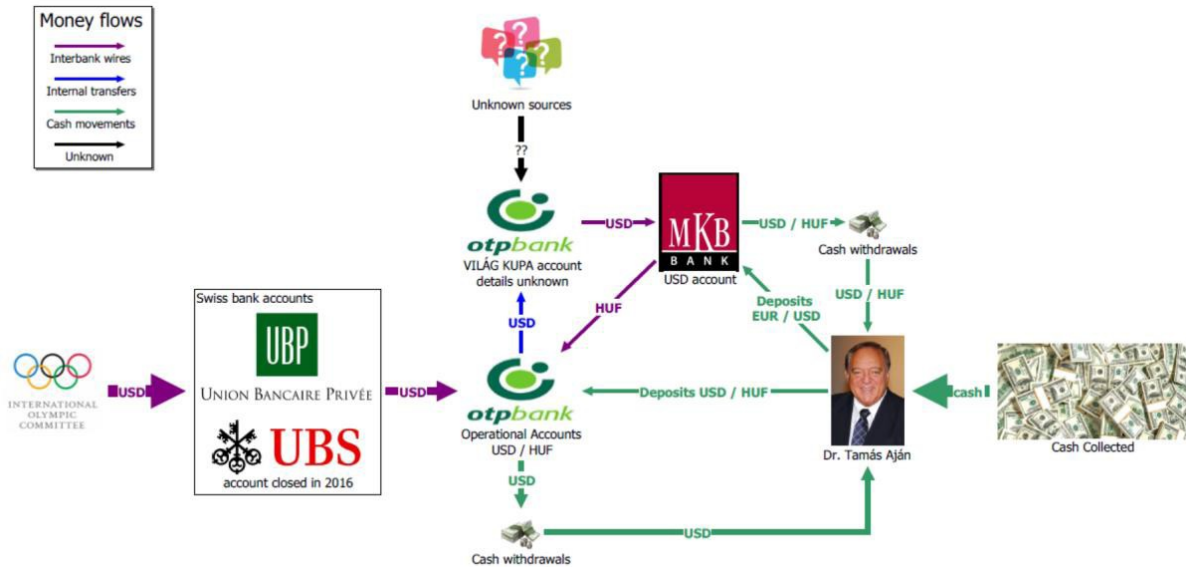 Money flows
Interbank wires
Internal transfers
Cash movements
Unknown
? ? ? ?
Unknown sources
??
otpbank
VILÁG KUPA account
details unknown
USD
MKB
BANK
USD account
USD / HUF
Cash withdrawals
USD / HUF
Deposits
EUR / USD
HUF
USD
Swiss bank accounts
UBP
UNION BANCAIRE PRIVÉE
UBS
account closed in 2016
INTERNATIONAL
OLYMPIC
COMMITTEE
USD
USD
otpbank
Operational Accounts
USD / HUF
Deposits USD / HUF
Dr. Tamás Aján
cash
Cash Collected
USD
Cash withdrawals
USD